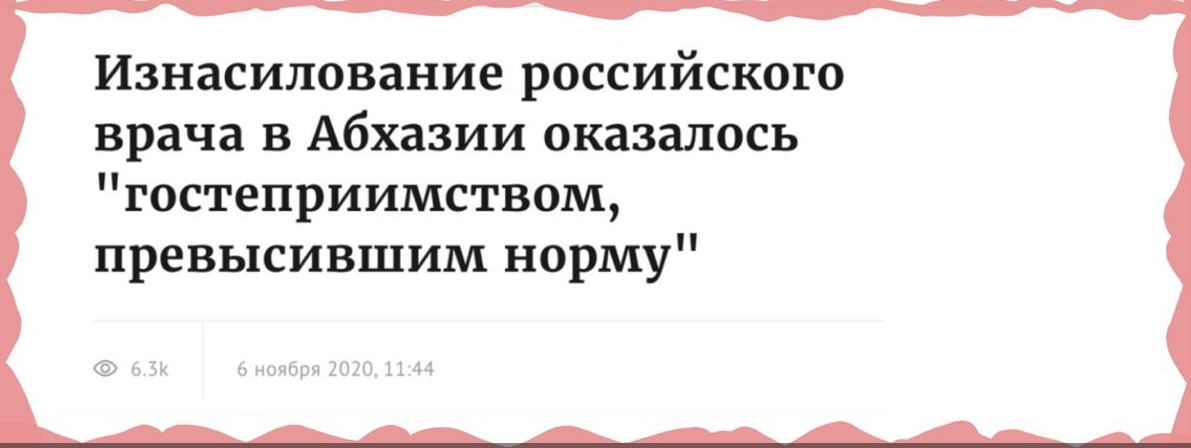 Изнасилование российского
врача в Абхазии оказалось
"гостеприимством,
превысившим норму"
6.3k
6 ноября 2020, 11:44